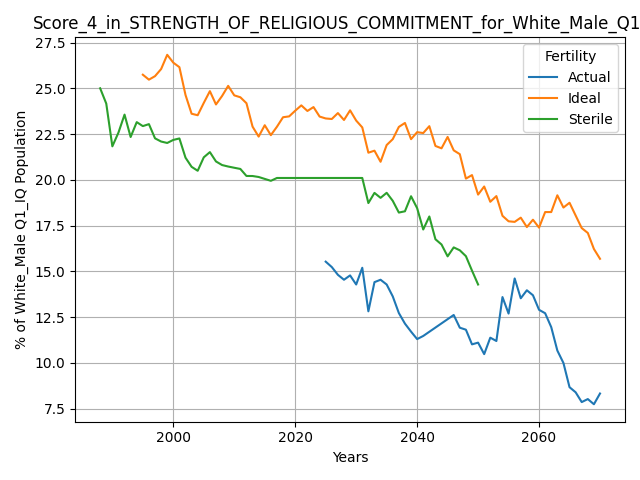 Score_4_in_STRENGTH_OF_RELIGIOUS_COMMITMENT_for_White_Male_Q1
Fertility
Actual
Ideal
Sterile
% of White_Male Q1_IQ Population
27.5
25.0
22.5
20.0
17.5
15.0
12.5
10.0
7.5
2000
2020
2040
2060
Years